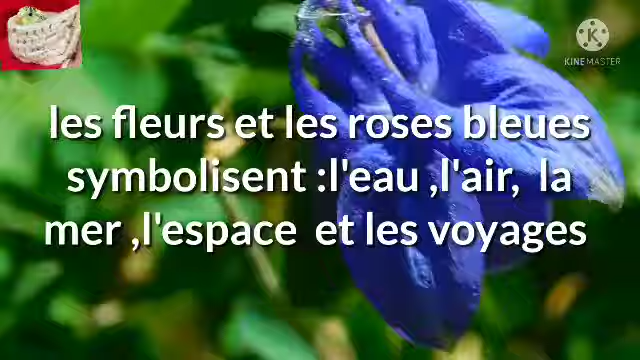 KINEMASTER
les fleurs et les roses bleues
symbolisent :l'eau ,l'air, la
mer ,l'espace et les voyages